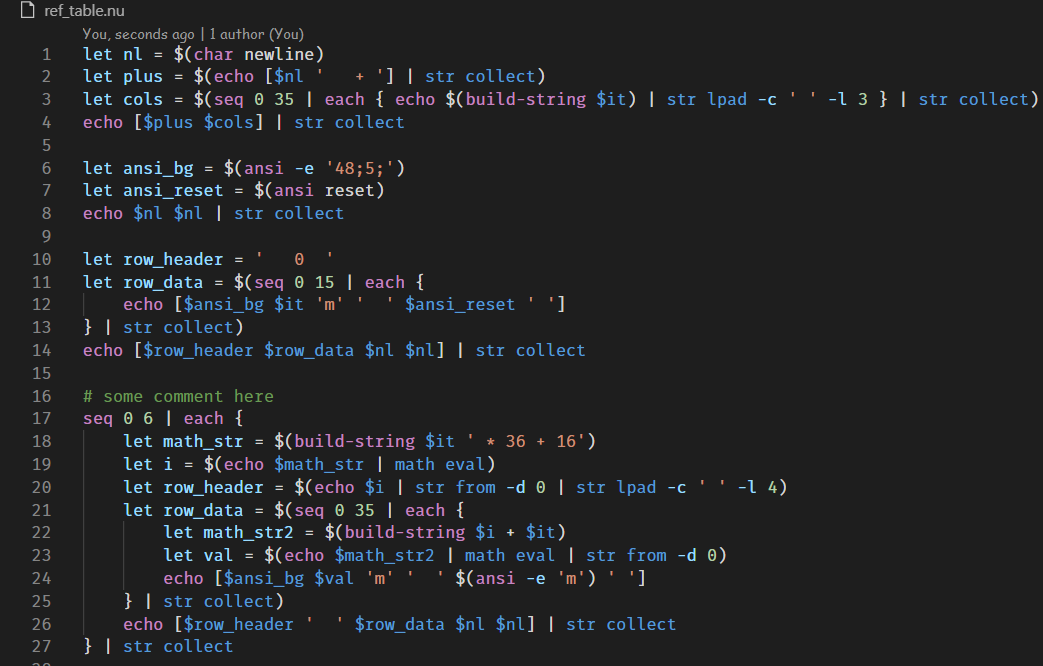 ref_table.nu
You, seconds ago | 1 author (You)
1 let nl = $(char newline)
2 let plus = $(echo [$nl '   + '] | str collect)
3 let cols = $(seq 0 35 | each { echo $(build-string $it) | str lpad -c ' ' -l 3 } | str collect)
4 echo [$plus $cols] | str collect
5
6 let ansi_bg = $(ansi -e '48;5;')
7 let ansi_reset = $(ansi reset)
8 echo $nl $nl | str collect
9
10 let row_header = '   0  '
11 let row_data = $(seq 0 15 | each {
12     echo [$ansi_bg $it 'm' '  ' $ansi_reset ' ']
13 } | str collect)
14 echo [$row_header $row_data $nl $nl] | str collect
15
16 # some comment here
17 seq 0 6 | each {
18     let math_str = $(build-string $it ' * 36 + 16')
19     let i = $(echo $math_str | math eval)
20     let row_header = $(echo $i | str from -d 0 | str lpad -c ' ' -l 4)
21     let row_data = $(seq 0 35 | each {
22         let math_str2 = $(build-string $i + $it)
23         let val = $(echo $math_str2 | math eval | str from -d 0)
24         echo [$ansi_bg $val 'm' '  ' $(ansi -e 'm') ' ']
25     } | str collect)
26     echo [$row_header '  ' $row_data $nl $nl] | str collect
27 } | str collect